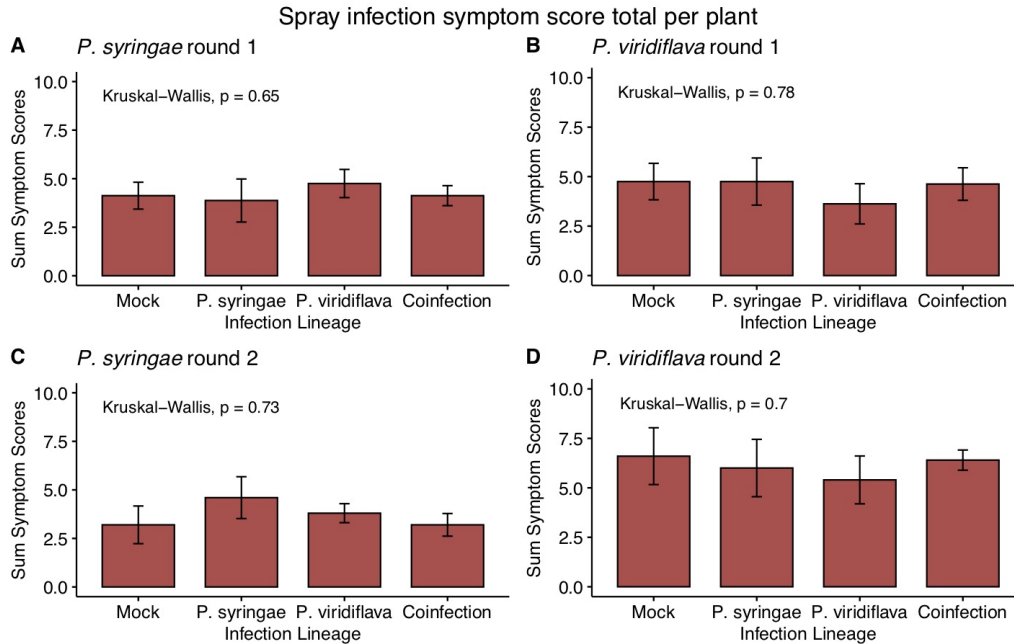 Spray infection symptom score total per plant
A P. syringae round 1
Kruskal−Wallis, p = 0.65
Sum Symptom Scores
10.0
7.5
5.0
2.5
0.0
Mock P. syringae P. viridiflava Coinfection
Infection Lineage
B P. viridiflava round 1
Kruskal−Wallis, p = 0.78
Sum Symptom Scores
10.0
7.5
5.0
2.5
0.0
Mock P. syringae P. viridiflava Coinfection
Infection Lineage
C P. syringae round 2
Kruskal−Wallis, p = 0.73
Sum Symptom Scores
10.0
7.5
5.0
2.5
0.0
Mock P. syringae P. viridiflava Coinfection
Infection Lineage
D P. viridiflava round 2
Kruskal−Wallis, p = 0.7
Sum Symptom Scores
10.0
7.5
5.0
2.5
0.0
Mock P. syringae P. viridiflava Coinfection
Infection Lineage